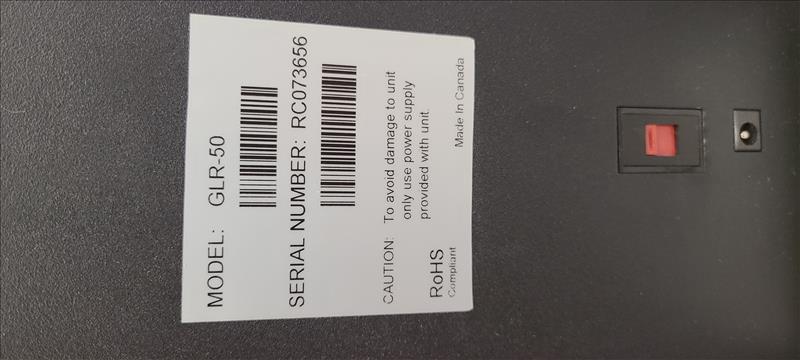 MODEL: GLR-50
SERIAL NUMBER: RC073656
CAUTION: To avoid damage to unit
only use power supply
provided with unit.
RoHS
Compliant
Made In Canada